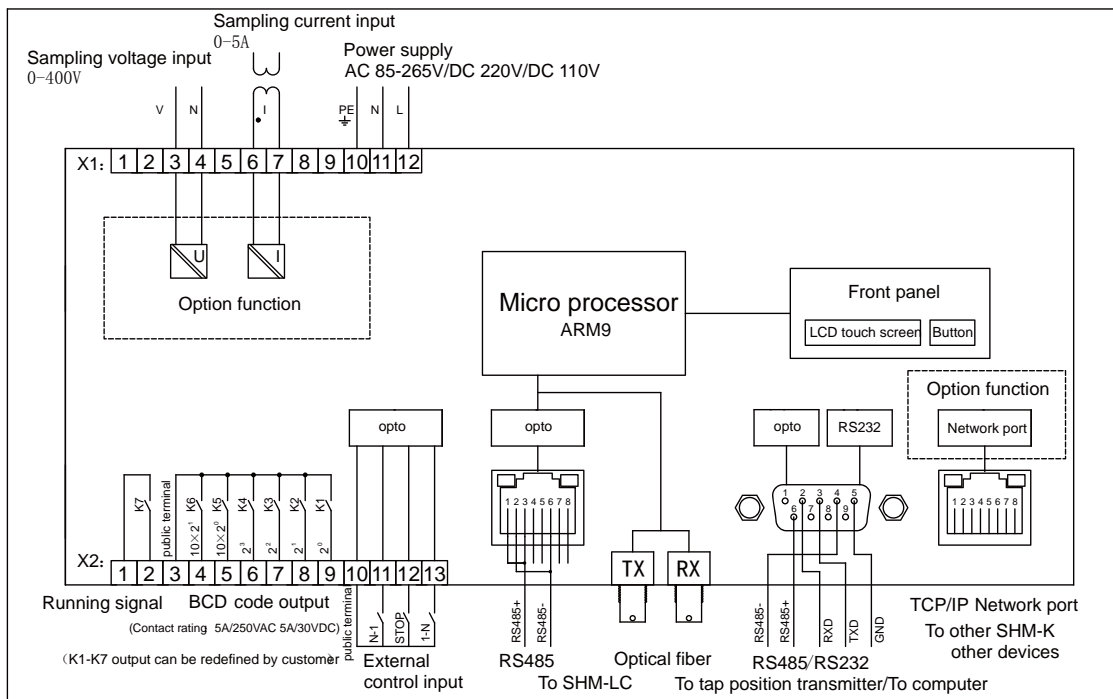 Sampling current input
0-5A
Sampling voltage input
0-400V
Power supply
AC 85-265V/DC 220V/DC 110V
V N I PE N L
X1: 1 2 3 4 5 6 7 8 9 10 11 12
U I
Option function
Micro processor
ARM9
Front panel
LCD touch screen Button
Option function
Network port
opto
opto
opto
RS232
1 2 3 4 5 6 7 8
1 2 3 4 5
6 7 8 9
1 2 3 4 5 6 7 8
K7
public terminal
K6 K5 K4 K3 K2 K1
10×2¹ 10×2⁰ 2³ 2² 2¹ 2⁰
X2: 1 2 3 4 5 6 7 8 9 10 11 12 13
TX RX
Running signal
BCD code output
(Contact rating 5A/250VAC 5A/30VDC)
(K1-K7 output can be redefined by customer
public terminal
N-1 STOP 1-N
External
control input
RS485+ RS485-
RS485
To SHM-LC
Optical fiber
RS485- RS485+ RXD TXD GND
RS485/RS232
To tap position transmitter/To computer
TCP/IP Network port
To other SHM-K
other devices